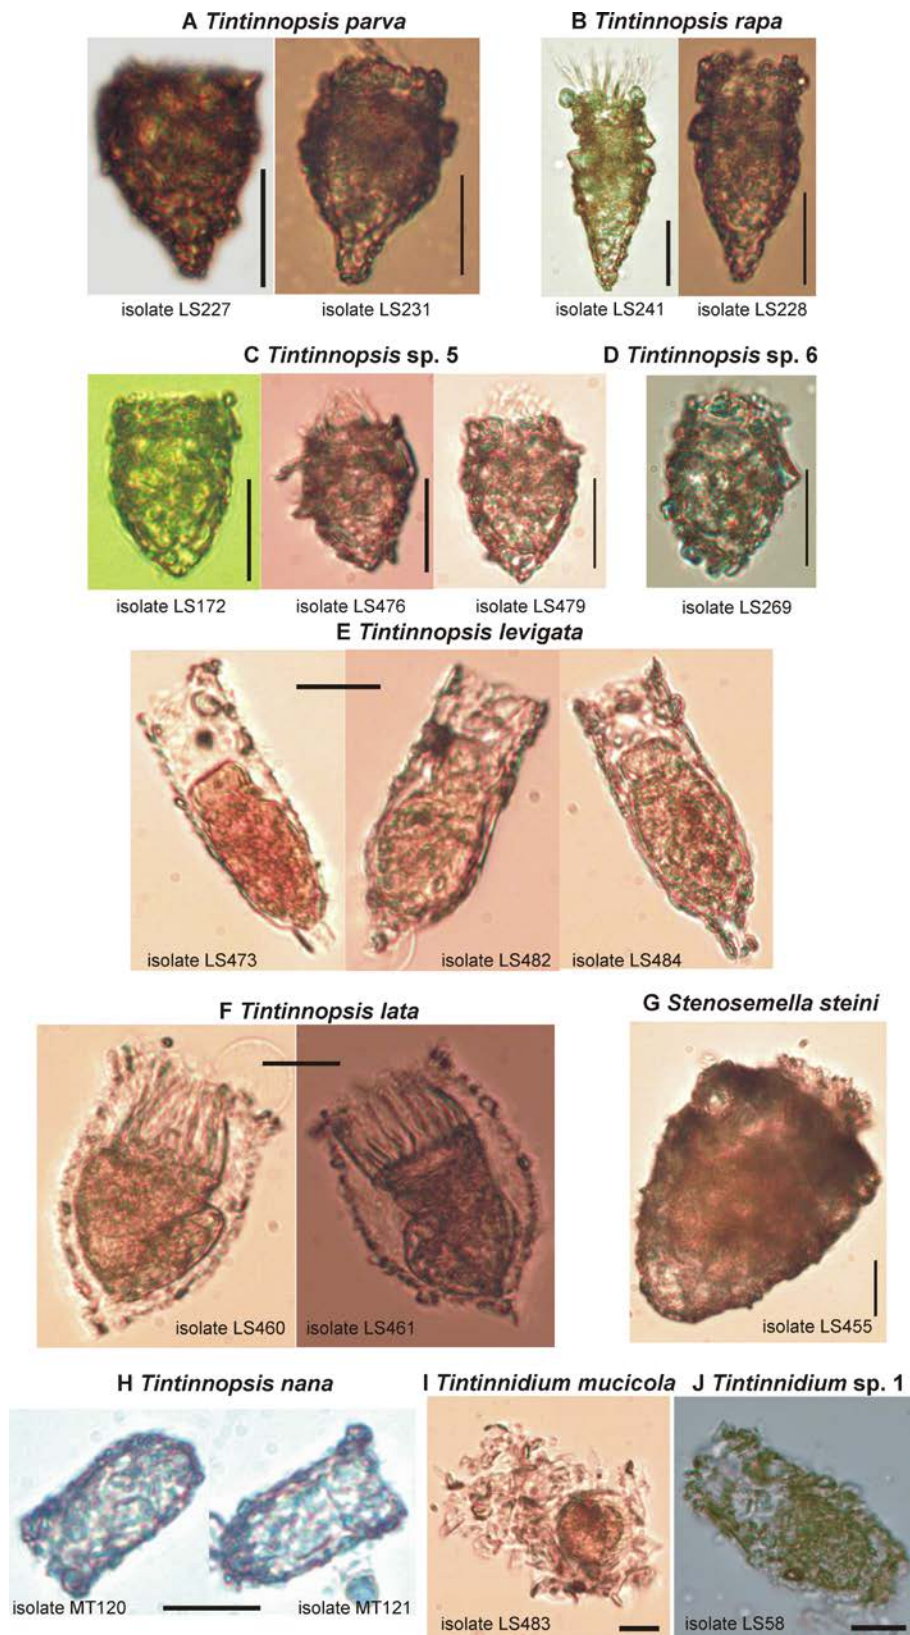 A Tintinnopsis parva
B Tintinnopsis rapa
isolate LS227
isolate LS231
isolate LS241
isolate LS228
C Tintinnopsis sp. 5
D Tintinnopsis sp. 6
isolate LS172
isolate LS476
isolate LS479
isolate LS269
E Tintinnopsis levigata
isolate LS473
isolate LS482
isolate LS484
F Tintinnopsis lata
G Stenosemella steini
isolate LS460
isolate LS461
isolate LS455
H Tintinnopsis nana
I Tintinnidium mucicola
J Tintinnidium sp. 1
isolate MT120
isolate MT121
isolate LS483
isolate LS58